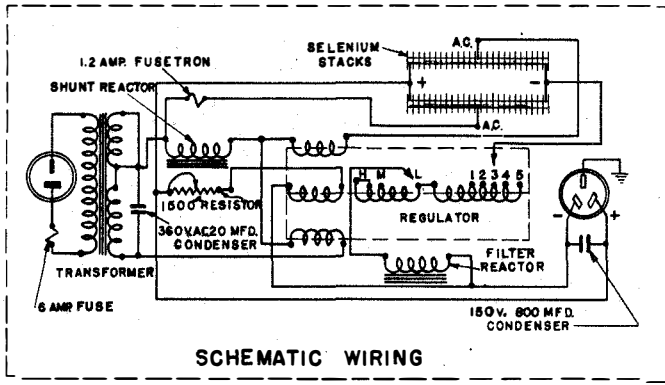 1.2 AMP. FUSETRON
SHUNT REACTOR
SELENIUM
STACKS
A.C.
+
-
A.C.
H M L
1 2 3 4 5
1500 RESISTOR
REGULATOR
360V.AC.20 MFD.
CONDENSER
TRANSFORMER
6 AMP. FUSE
FILTER
REACTOR
- +
150 V. 800 MFD.
CONDENSER
SCHEMATIC WIRING